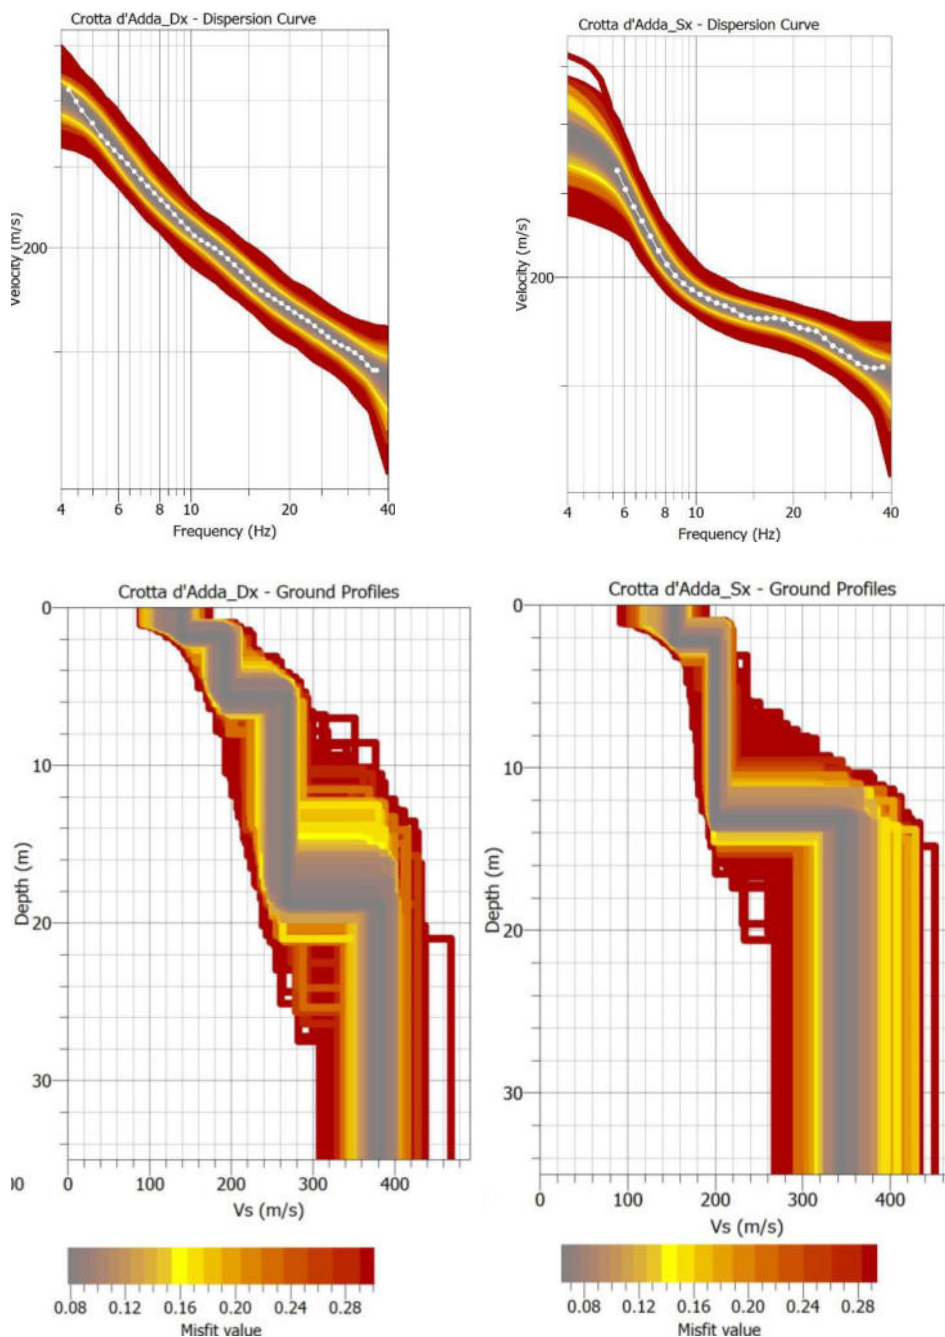 Crotta d'Adda_Dx - Dispersion Curve
Velocity (m/s)
200
4 6 8 10 20 40
Frequency (Hz)
Crotta d'Adda_Sx - Dispersion Curve
Velocity (m/s)
200
4 6 8 10 20 40
Frequency (Hz)
Crotta d'Adda_Dx - Ground Profiles
0
10
20
30
Depth (m)
0 100 200 300 400
Vs (m/s)
0.08 0.12 0.16 0.20 0.24 0.28
Misfit value
Crotta d'Adda_Sx - Ground Profiles
0
10
20
30
Depth (m)
0 100 200 300 400
Vs (m/s)
0.08 0.12 0.16 0.20 0.24 0.28
Misfit value